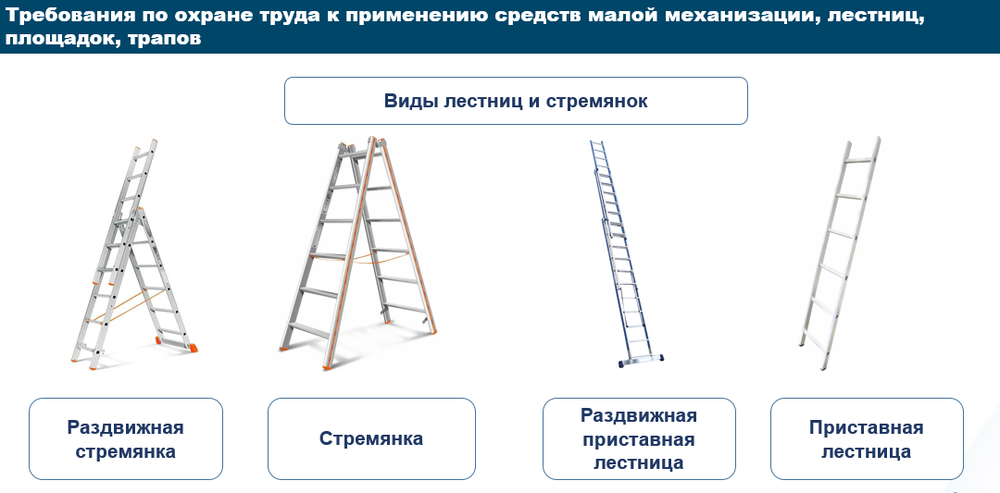 Требования по охране труда к применению средств малой механизации, лестниц,
площадок, трапов
Виды лестниц и стремянок
Раздвижная
стремянка
Стремянка
Раздвижная
приставная
лестница
Приставная
лестница